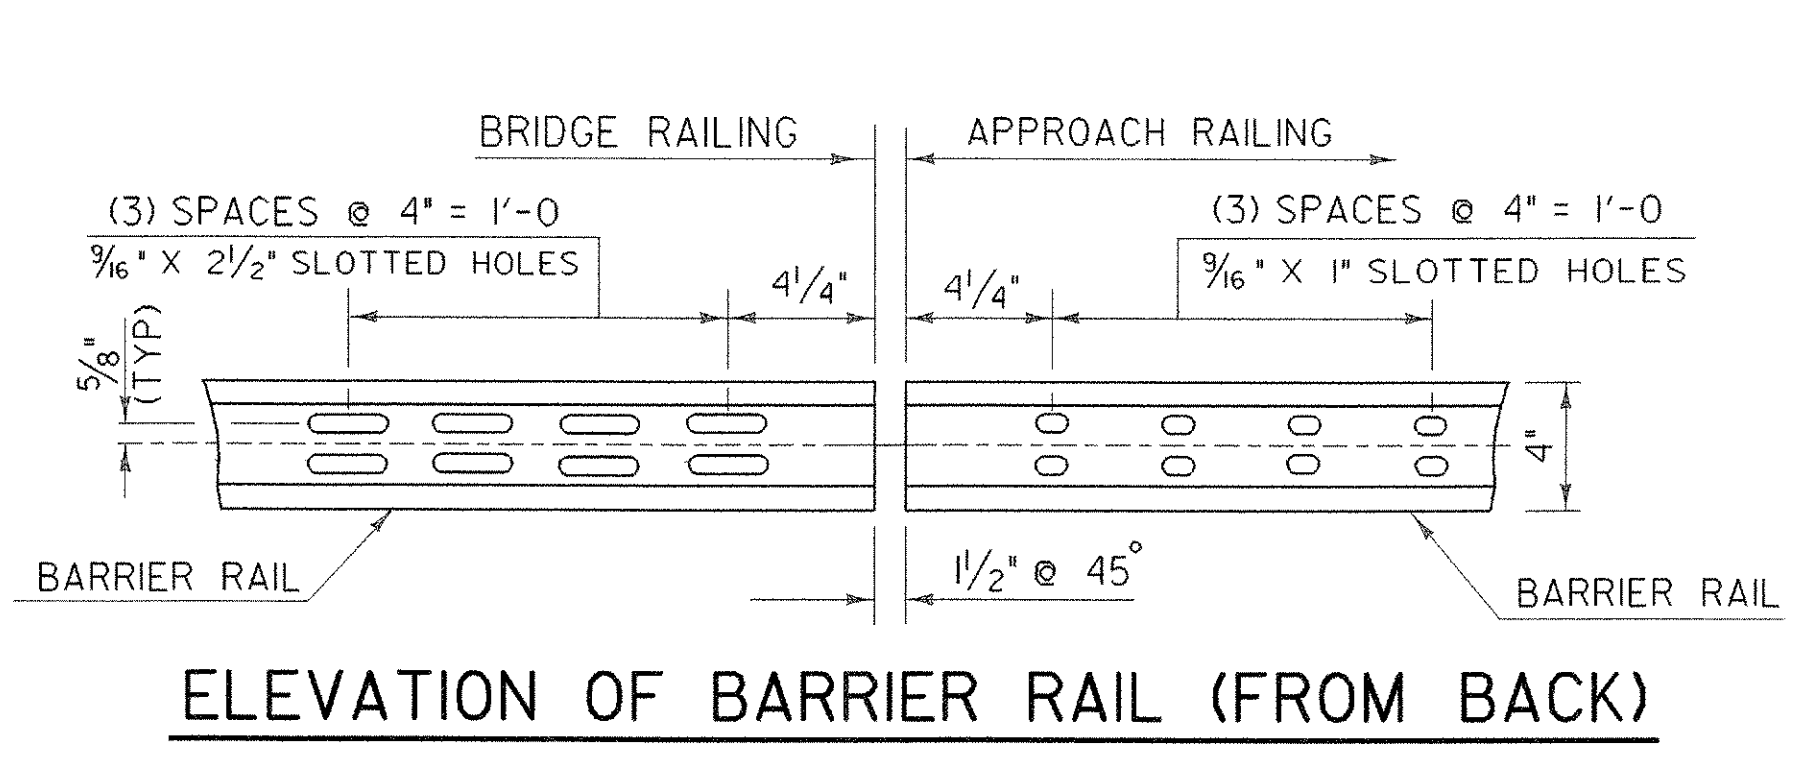 BRIDGE RAILING
APPROACH RAILING
(3) SPACES @ 4" = 1'-0
9/16" X 2 1/2" SLOTTED HOLES
(3) SPACES @ 4" = 1'-0
9/16" X 1" SLOTTED HOLES
4 1/4"
4 1/4"
5/8"
(TYP)
4"
1 1/2" @ 45°
BARRIER RAIL
BARRIER RAIL
ELEVATION OF BARRIER RAIL (FROM BACK)